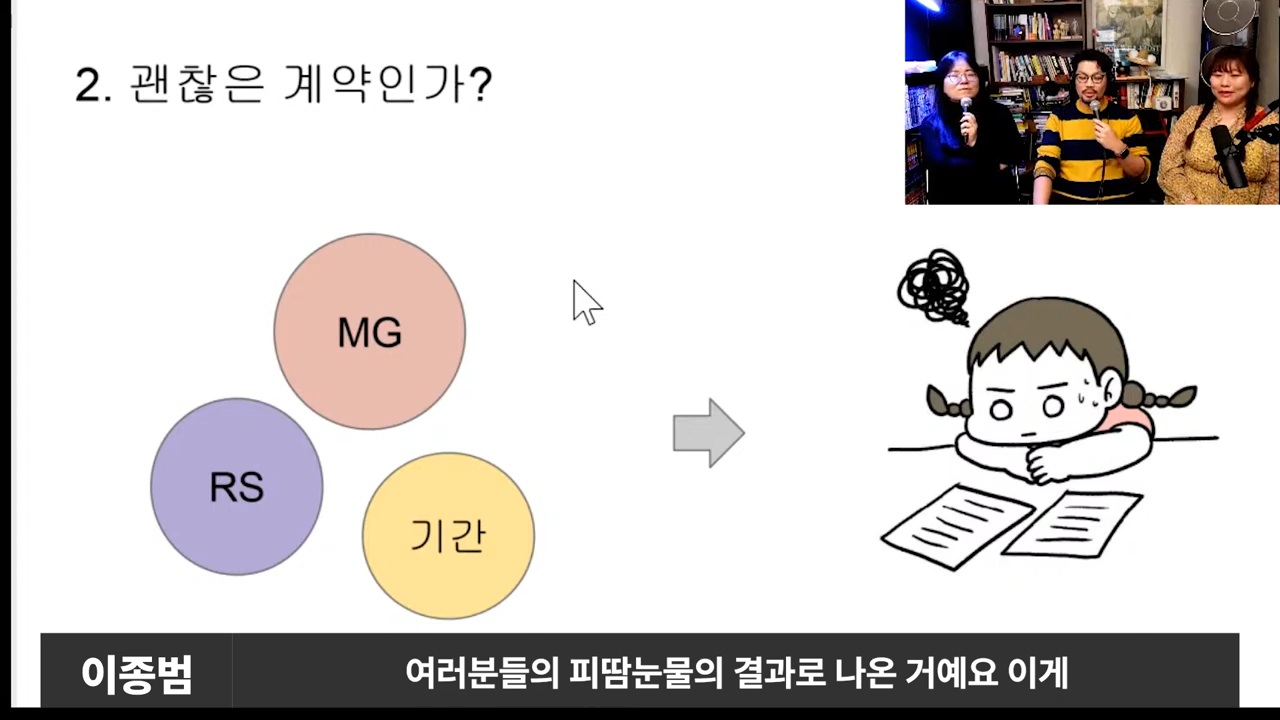 2. 괜찮은 계약인가?
MG
RS
기간
이종범
여러분들의 피땀눈물의 결과로 나온 거예요 이게